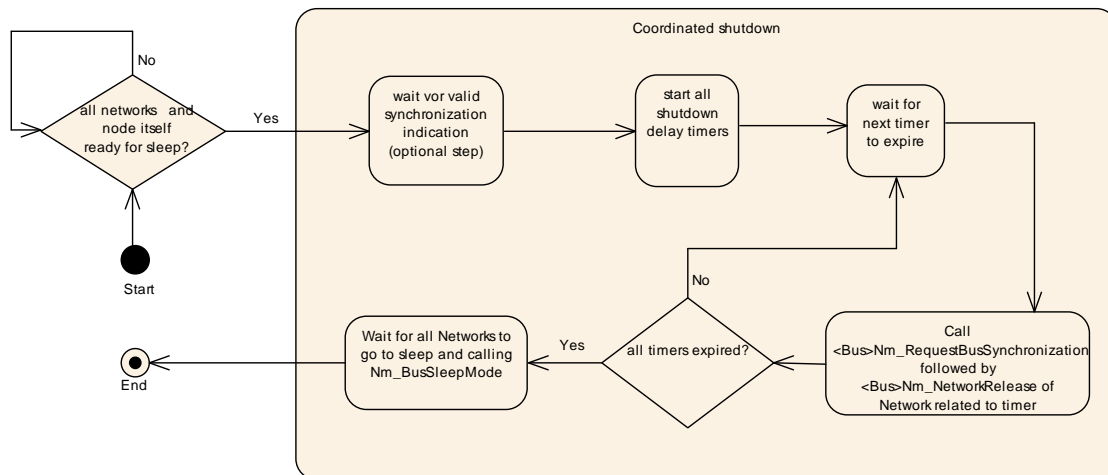 Coordinated shutdown
No
all networks and
node itself
ready for sleep?
Yes
Start
wait vor valid
synchronization
indication
(optional step)
start all
shutdown
delay timers
wait for
next timer
to expire
Call
<Bus>Nm_RequestBusSynchronization
followed by
<Bus>Nm_NetworkRelease of
Network related to timer
No
all timers expired?
Yes
Wait for all Networks to
go to sleep and calling
Nm_BusSleepMode
End